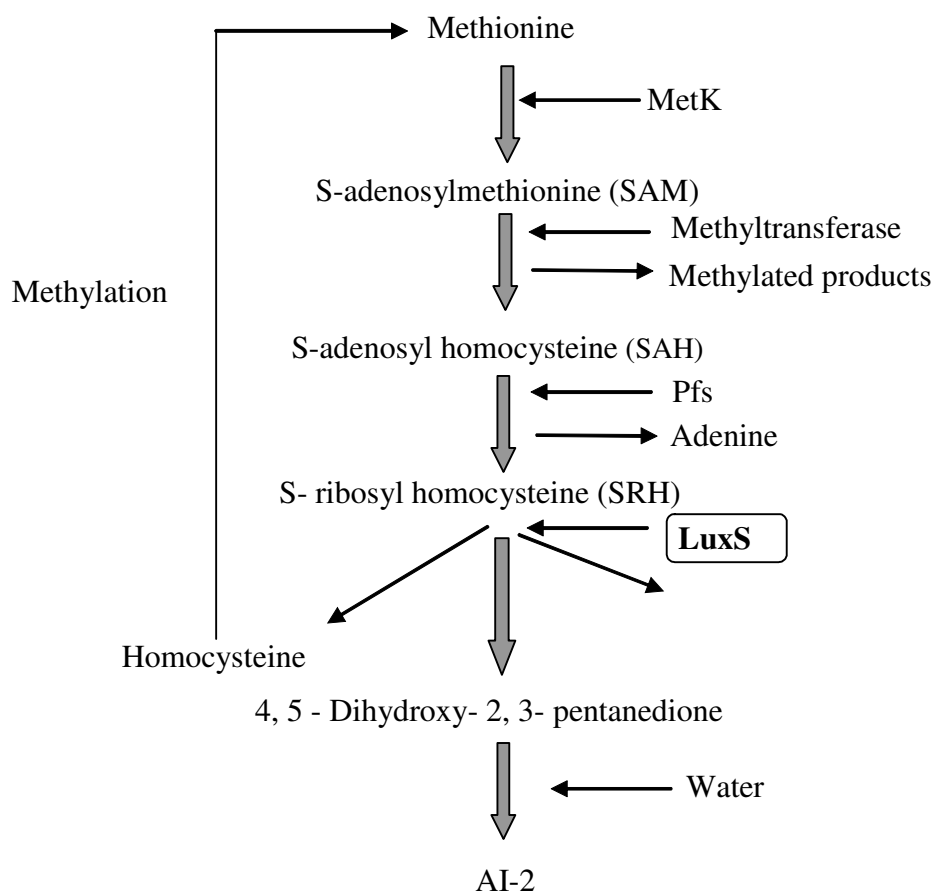 Methionine
MetK
S-adenosylmethionine (SAM)
Methyltransferase
Methylated products
Methylation
S-adenosyl homocysteine (SAH)
Pfs
Adenine
S- ribosyl homocysteine (SRH)
LuxS
Homocysteine
4, 5 - Dihydroxy- 2, 3- pentanedione
Water
AI-2